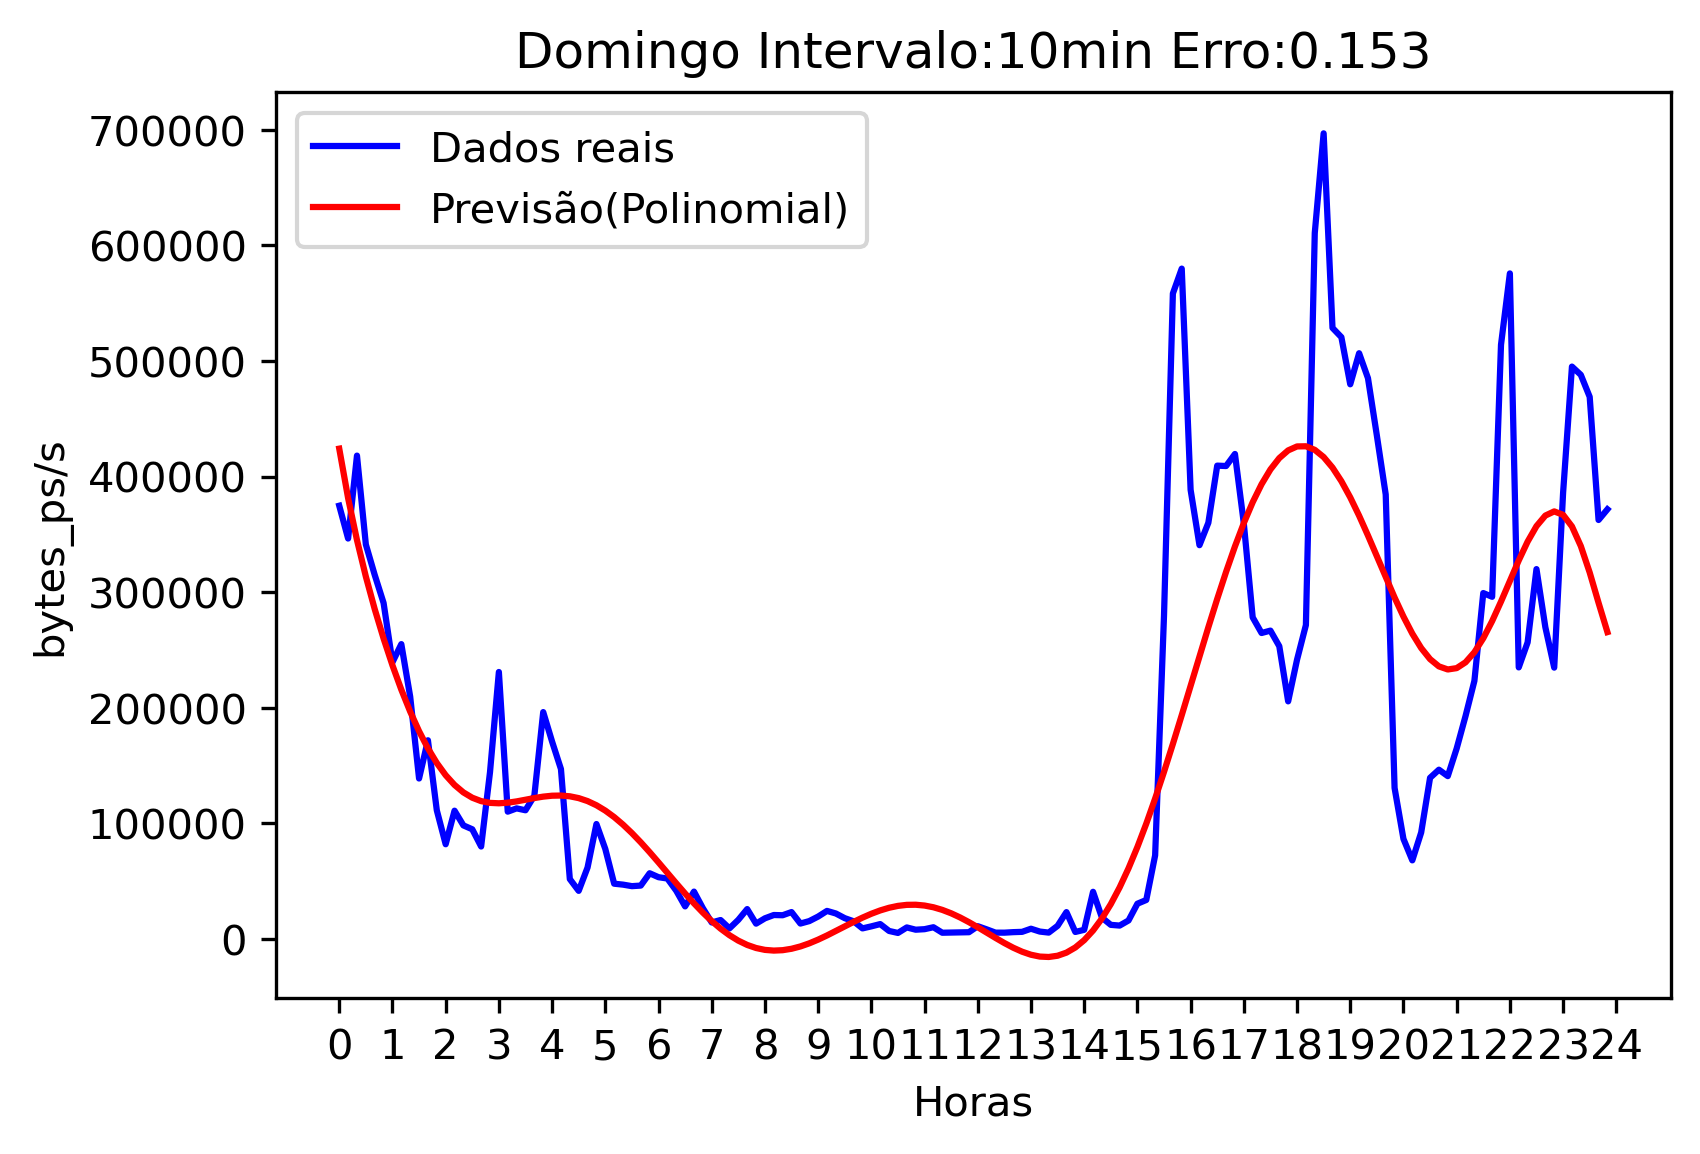 Domingo Intervalo:10min Erro:0.153
Dados reais
Previsão(Polinomial)
700000
600000
500000
400000
300000
200000
100000
0
bytes_ps/s
0 1 2 3 4 5 6 7 8 9 10 11 12 13 14 15 16 17 18 19 20 21 22 23 24
Horas